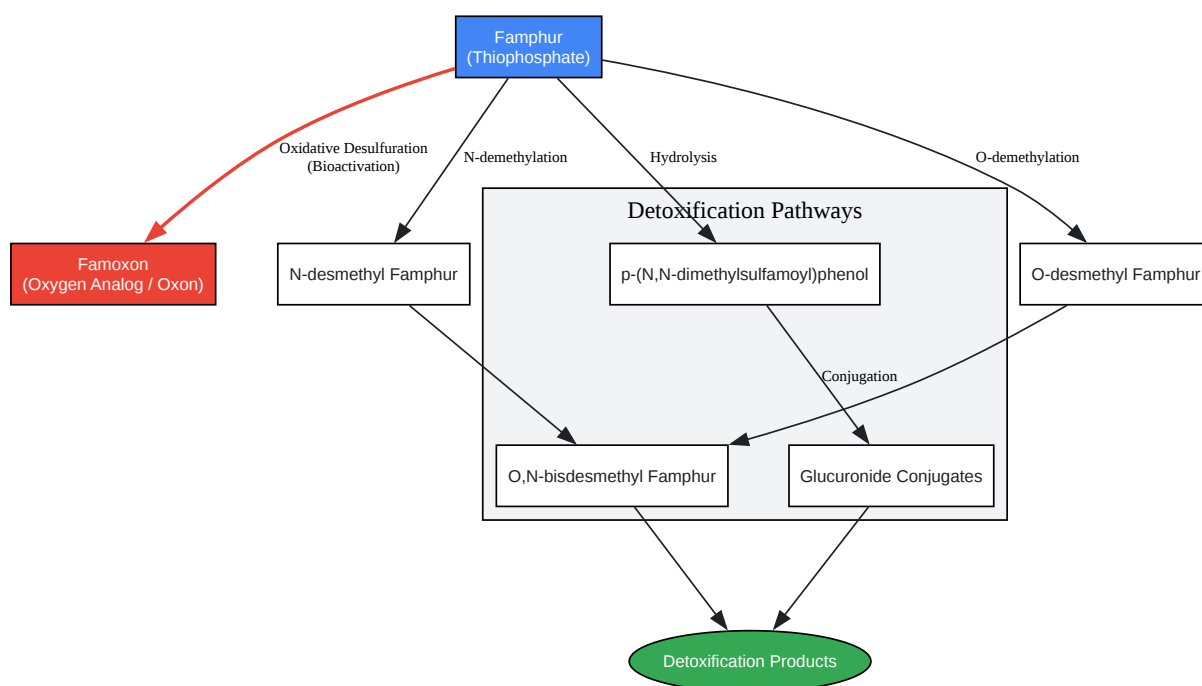 Famphur
(Thiophosphate)
Oxidative Desulfuration
(Bioactivation)
N-demethylation
Hydrolysis
O-demethylation
Detoxification Pathways
Famoxon
(Oxygen Analog / Oxon)
N-desmethyl Famphur
p-(N,N-dimethylsulfamoyl)phenol
O-desmethyl Famphur
Conjugation
O,N-bisdesmethyl Famphur
Glucuronide Conjugates
Detoxification Products